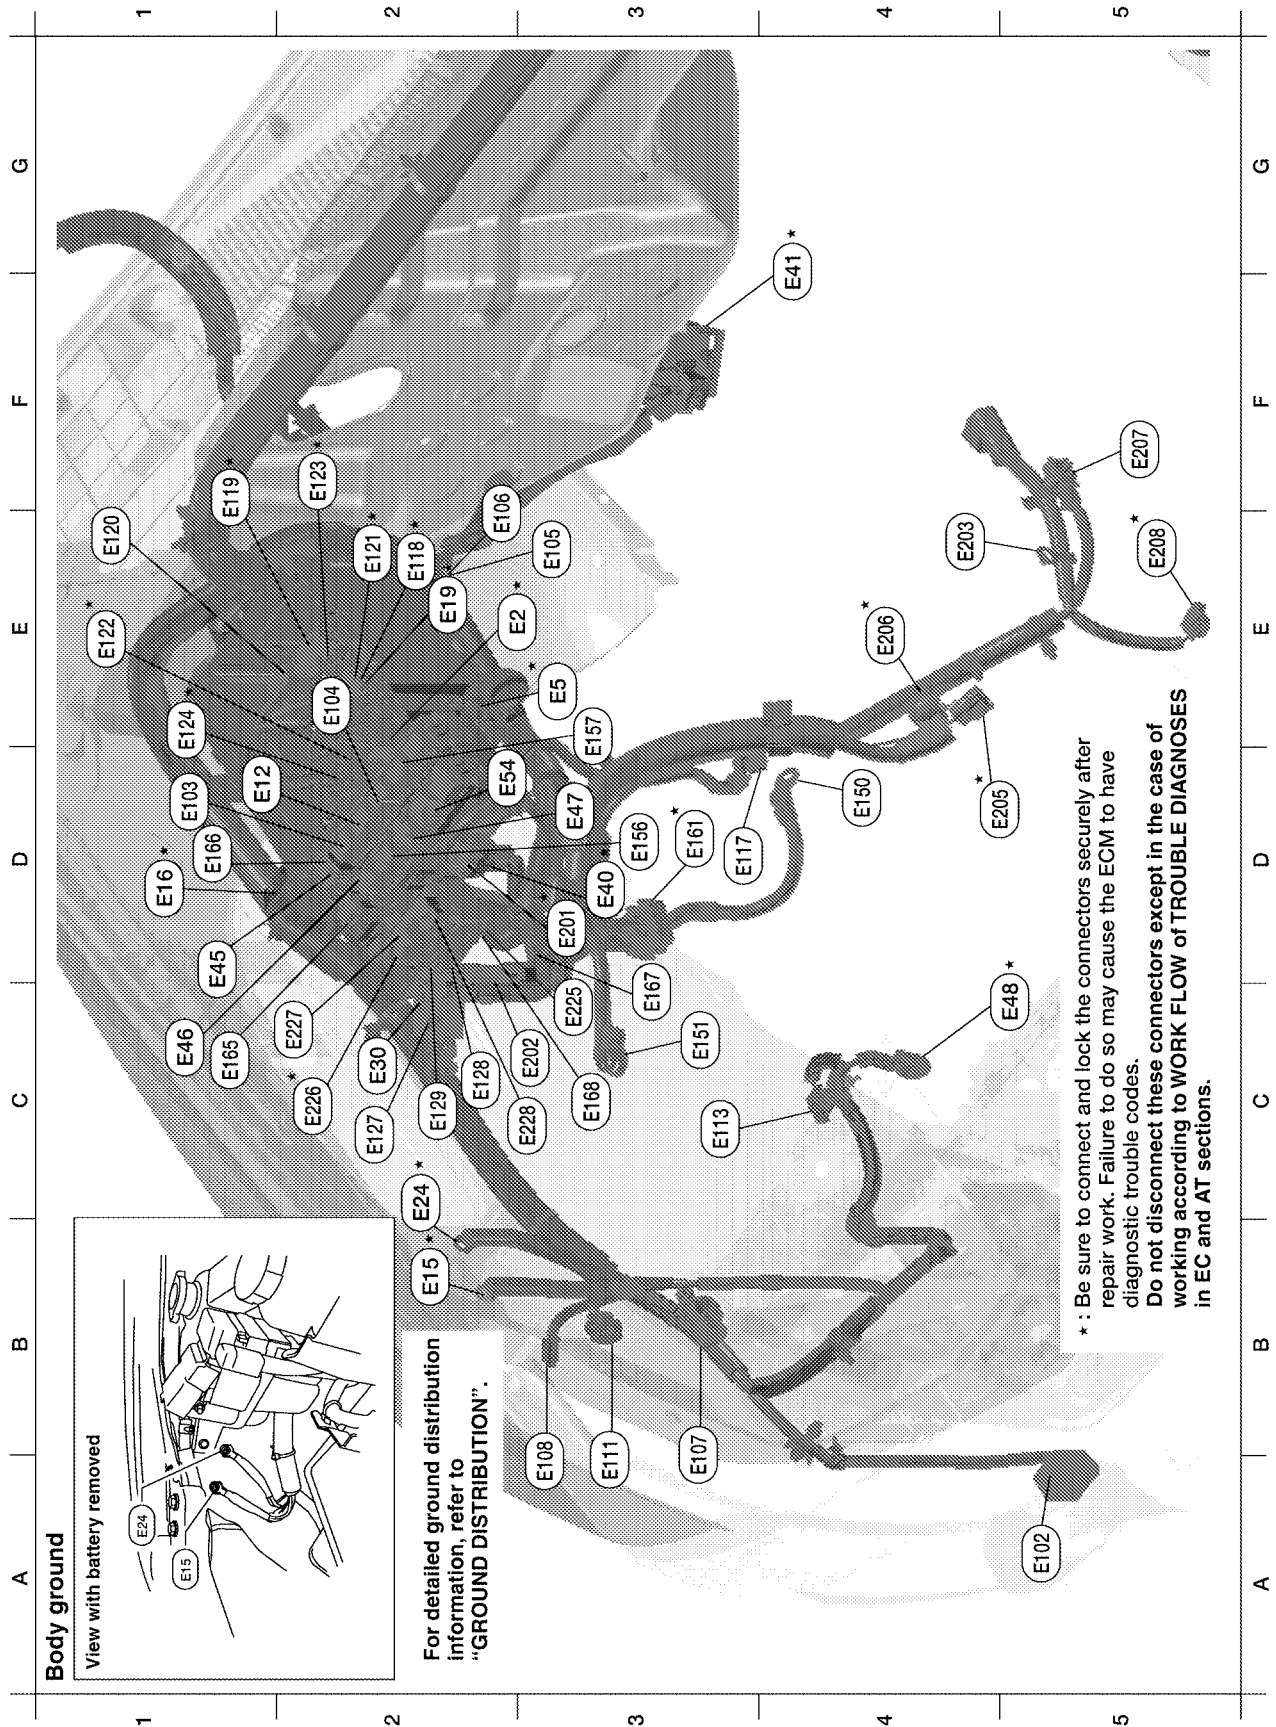 Body ground
View with battery removed
E24
E15
For detailed ground distribution
information, refer to
“GROUND DISTRIBUTION”.
A
B
C
D
E
F
G
1
2
3
4
5
E122 ★
E120
E119 ★
E123 ★
E121 ★
E118 ★
E19 ★
E106
E105
E2 ★
E5 ★
E104
E124 ★
E12
E103
E166
E16 ★
E45
E46
E165
E227
E226 ★
E30
E127
E129
E128
E228
E202
E168
E225
E167
E201 ★
E40 ★
E156
E161 ★
E47
E54
E157
E41 ★
E24 ★
E15 ★
E108
E111
E107
E102
E113
E48 ★
E151
E117
E150
E205 ★
E206 ★
E203
E207
E208 ★
★ : Be sure to connect and lock the connectors securely after
repair work. Failure to do so may cause the ECM to have
diagnostic trouble codes.
Do not disconnect these connectors except in the case of
working according to WORK FLOW of TROUBLE DIAGNOSES
in EC and AT sections.
A
B
C
D
E
F
G
1
2
3
4
5